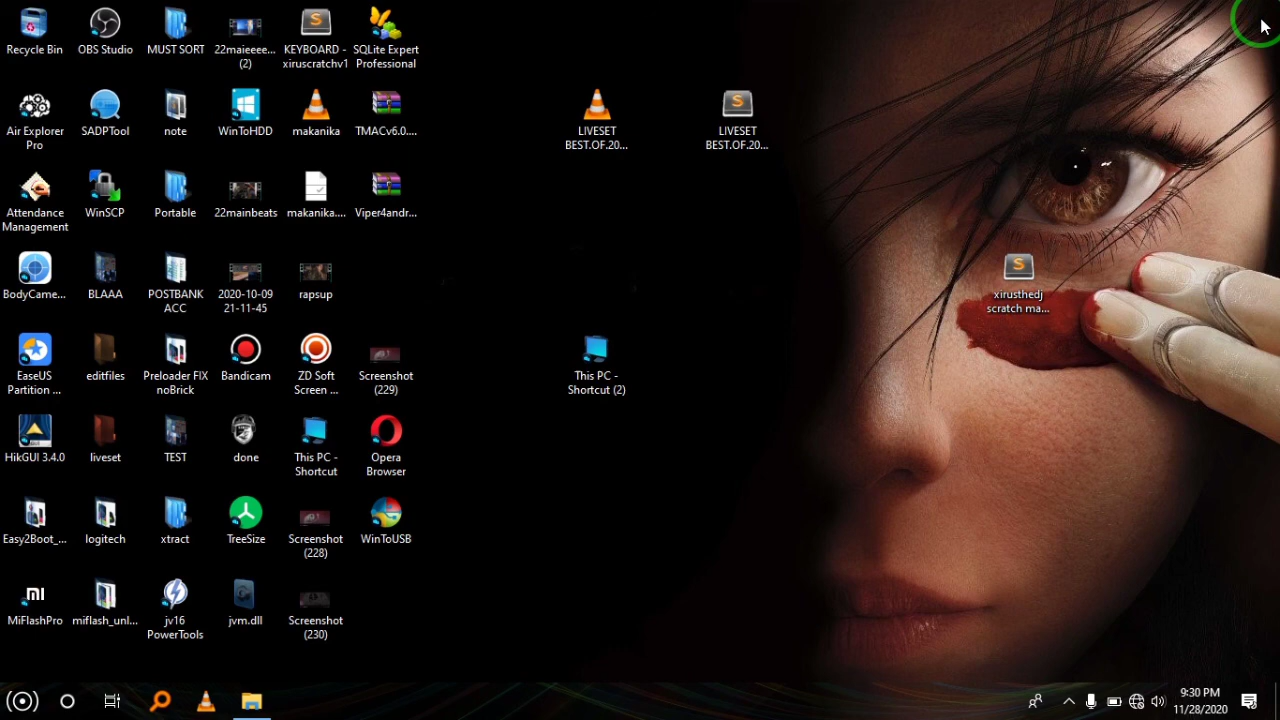 Recycle Bin
OBS Studio
MUST SORT
22maieeee...
(2)
KEYBOARD -
xiruscratchv1
SQLite Expert
Professional
Air Explorer
Pro
SADPTool
note
WinToHDD
makanika
TMACv6.0....
LIVESET
BEST.OF.20...
LIVESET
BEST.OF.20...
Attendance
Management
WinSCP
Portable
22mainbeats
makanika....
Viper4andr...
BodyCame...
BLAAA
POSTBANK
ACC
2020-10-09
21-11-45
rapsup
xirusthedj
scratch ma...
EaseUS
Partition ...
editfiles
Preloader FIX
noBrick
Bandicam
ZD Soft
Screen ...
Screenshot
(229)
This PC -
Shortcut (2)
HikGUI 3.4.0
liveset
TEST
done
This PC -
Shortcut
Opera
Browser
Easy2Boot_...
logitech
xtract
TreeSize
Screenshot
(228)
WinToUSB
MiFlashPro
miflash_unl...
jv16
PowerTools
jvm.dll
Screenshot
(230)
9:30 PM
11/28/2020